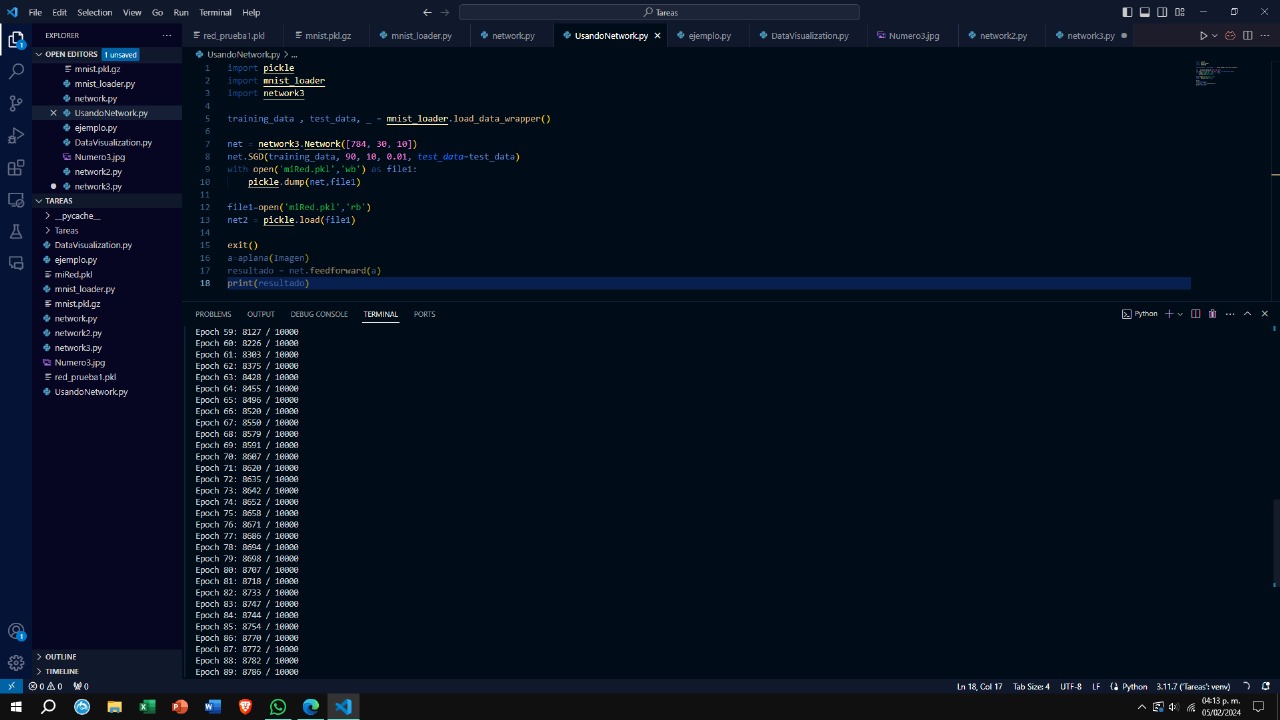 File Edit Selection View Go Run Terminal Help
Tareas
EXPLORER
OPEN EDITORS 1 unsaved
mnist.pkl.gz
mnist_loader.py
network.py
UsandoNetwork.py
ejemplo.py
DataVisualization.py
Numero3.jpg
network2.py
network3.py
TAREAS
__pycache__
Tareas
DataVisualization.py
ejemplo.py
miRed.pkl
mnist_loader.py
mnist.pkl.gz
network.py
network2.py
network3.py
Numero3.jpg
red_prueba1.pkl
UsandoNetwork.py
OUTLINE
TIMELINE
red_prueba1.pkl mnist.pkl.gz mnist_loader.py network.py UsandoNetwork.py ejemplo.py DataVisualization.py Numero3.jpg network2.py network3.py
UsandoNetwork.py > ...
1 import pickle
2 import mnist_loader
3 import network3
4
5 training_data , test_data, _ = mnist_loader.load_data_wrapper()
6
7 net = network3.Network([784, 30, 10])
8 net.SGD(training_data, 90, 10, 0.01, test_data=test_data)
9 with open('miRed.pkl','wb') as file1:
10 pickle.dump(net,file1)
11
12 file1=open('miRed.pkl','rb')
13 net2 = pickle.load(file1)
14
15 exit()
16 a=aplana(Imagen)
17 resultado = net.feedforward(a)
18 print(resultado)
PROBLEMS OUTPUT DEBUG CONSOLE TERMINAL PORTS
Python
Epoch 59: 8127 / 10000
Epoch 60: 8226 / 10000
Epoch 61: 8303 / 10000
Epoch 62: 8375 / 10000
Epoch 63: 8428 / 10000
Epoch 64: 8455 / 10000
Epoch 65: 8496 / 10000
Epoch 66: 8520 / 10000
Epoch 67: 8550 / 10000
Epoch 68: 8579 / 10000
Epoch 69: 8591 / 10000
Epoch 70: 8607 / 10000
Epoch 71: 8620 / 10000
Epoch 72: 8635 / 10000
Epoch 73: 8642 / 10000
Epoch 74: 8652 / 10000
Epoch 75: 8658 / 10000
Epoch 76: 8671 / 10000
Epoch 77: 8686 / 10000
Epoch 78: 8694 / 10000
Epoch 79: 8698 / 10000
Epoch 80: 8707 / 10000
Epoch 81: 8718 / 10000
Epoch 82: 8733 / 10000
Epoch 83: 8747 / 10000
Epoch 84: 8744 / 10000
Epoch 85: 8754 / 10000
Epoch 86: 8770 / 10000
Epoch 87: 8772 / 10000
Epoch 88: 8782 / 10000
Epoch 89: 8786 / 10000
0 0 0 Ln 18, Col 17 Tab Size: 4 UTF-8 LF Python 3.11.7 ('Tareas': venv)
04:13 p. m.
05/02/2024